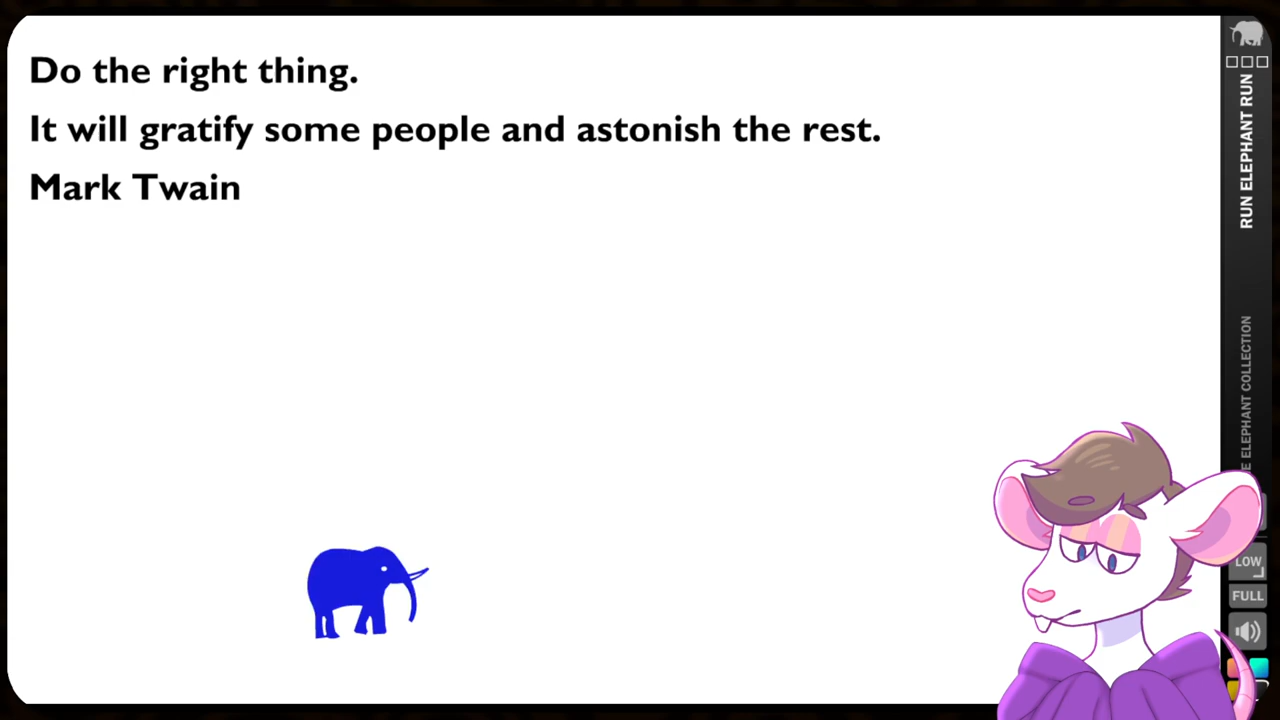 Do the right thing.
It will gratify some people and astonish the rest.
Mark Twain
RUN ELEPHANT RUN
E ELEPHANT COLLECTION
LOW
FULL